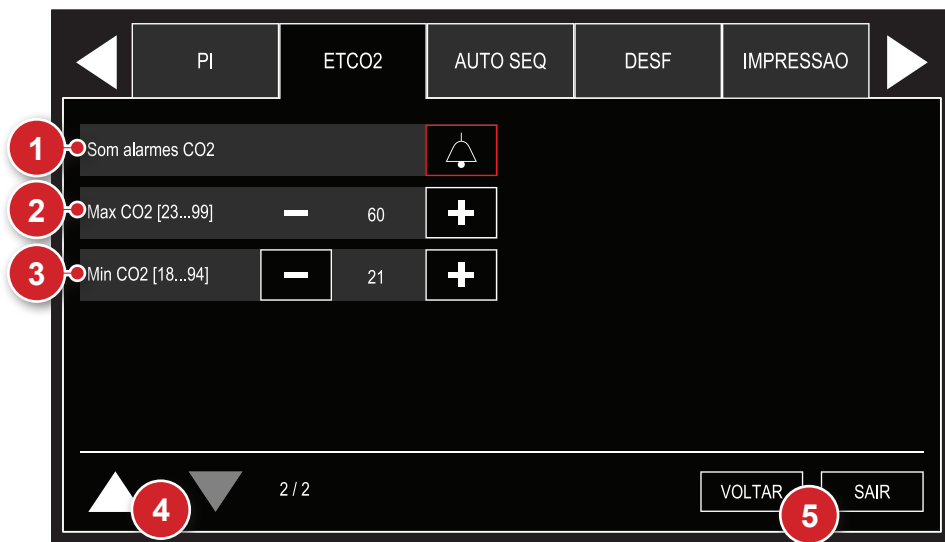 PI ETCO2 AUTO SEQ DESF IMPRESSAO
1 Som alarmes CO2
2 Max CO2 [23...99] − 60 +
3 Min CO2 [18...94] − 21 +
4 2 / 2 VOLTAR 5 SAIR